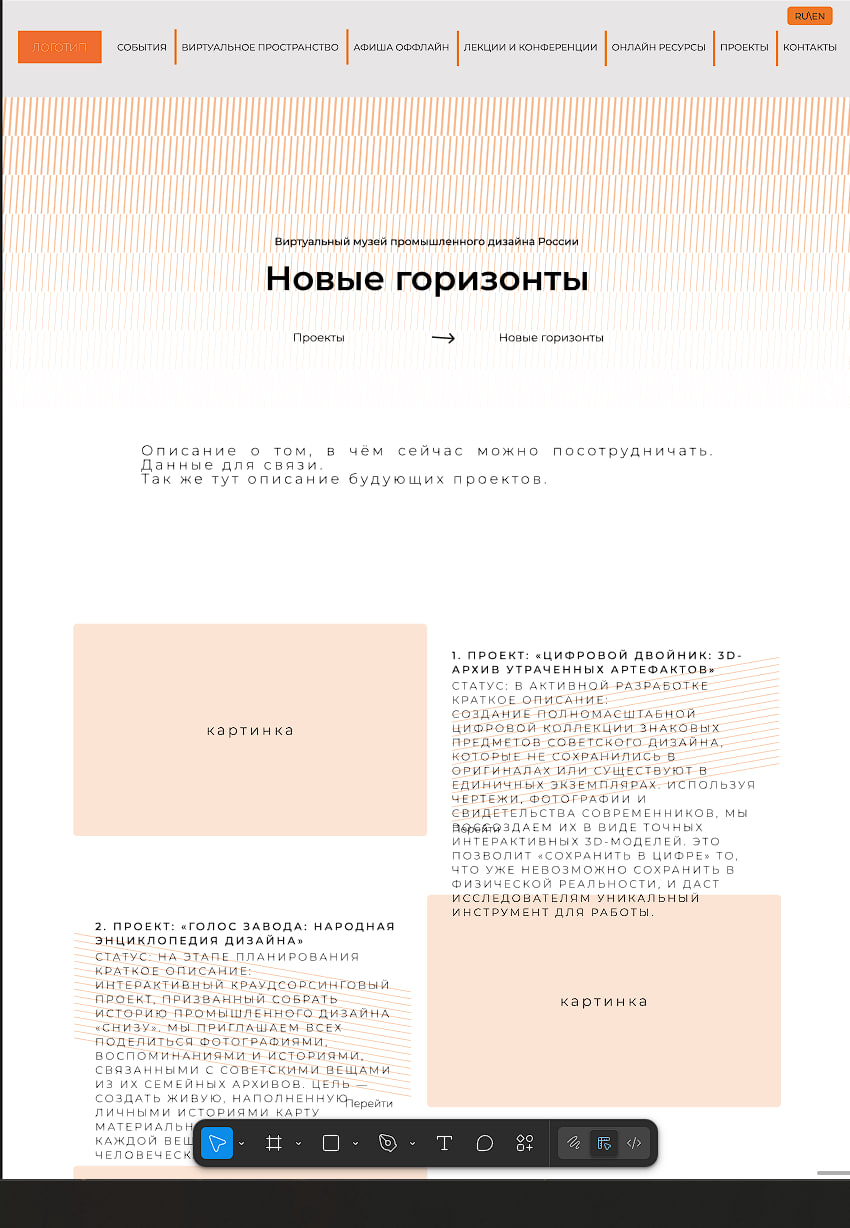 RU\EN
ЛОГОТИП
СОБЫТИЯ
ВИРТУАЛЬНОЕ ПРОСТРАНСТВО
АФИША ОФФЛАЙН
ЛЕКЦИИ И КОНФЕРЕНЦИИ
ОНЛАЙН РЕСУРСЫ
ПРОЕКТЫ
КОНТАКТЫ
Виртуальный музей промышленного дизайна России
Новые горизонты
Проекты
Новые горизонты
Описание о том, в чём сейчас можно посотрудничать.
Данные для связи.
Так же тут описание будующих проектов.
картинка
1. ПРОЕКТ: «ЦИФРОВОЙ ДВОЙНИК: 3D-
АРХИВ УТРАЧЕННЫХ АРТЕФАКТОВ»
СТАТУС: В АКТИВНОЙ РАЗРАБОТКЕ
КРАТКОЕ ОПИСАНИЕ:
СОЗДАНИЕ ПОЛНОМАСШТАБНОЙ
ЦИФРОВОЙ КОЛЛЕКЦИИ ЗНАКОВЫХ
ПРЕДМЕТОВ СОВЕТСКОГО ДИЗАЙНА,
КОТОРЫЕ НЕ СОХРАНИЛИСЬ В
ОРИГИНАЛАХ ИЛИ СУЩЕСТВУЮТ В
ЕДИНИЧНЫХ ЭКЗЕМПЛЯРАХ. ИСПОЛЬЗУЯ
ЧЕРТЕЖИ, ФОТОГРАФИИ И
СВИДЕТЕЛЬСТВА СОВРЕМЕННИКОВ, МЫ
ВОССОЗДАЕМ ИХ В ВИДЕ ТОЧНЫХ
Перейти
ИНТЕРАКТИВНЫХ 3D-МОДЕЛЕЙ. ЭТО
ПОЗВОЛИТ «СОХРАНИТЬ В ЦИФРЕ» ТО,
ЧТО УЖЕ НЕВОЗМОЖНО СОХРАНИТЬ В
ФИЗИЧЕСКОЙ РЕАЛЬНОСТИ, И ДАСТ
ИССЛЕДОВАТЕЛЯМ УНИКАЛЬНЫЙ
ИНСТРУМЕНТ ДЛЯ РАБОТЫ.
2. ПРОЕКТ: «ГОЛОС ЗАВОДА: НАРОДНАЯ
ЭНЦИКЛОПЕДИЯ ДИЗАЙНА»
СТАТУС: НА ЭТАПЕ ПЛАНИРОВАНИЯ
КРАТКОЕ ОПИСАНИЕ:
ИНТЕРАКТИВНЫЙ КРАУДСОРСИНГОВЫЙ
ПРОЕКТ, ПРИЗВАННЫЙ СОБРАТЬ
ИСТОРИЮ ПРОМЫШЛЕННОГО ДИЗАЙНА
«СНИЗУ». МЫ ПРИГЛАШАЕМ ВСЕХ
ПОДЕЛИТЬСЯ ФОТОГРАФИЯМИ,
ВОСПОМИНАНИЯМИ И ИСТОРИЯМИ,
СВЯЗАННЫМИ С СОВЕТСКИМИ ВЕЩАМИ
ИЗ ИХ СЕМЕЙНЫХ АРХИВОВ. ЦЕЛЬ —
СОЗДАТЬ ЖИВУЮ, НАПОЛНЕННУЮ
Перейти
ЛИЧНЫМИ ИСТОРИЯМИ КАРТУ
КАЖДОЙ
картинка